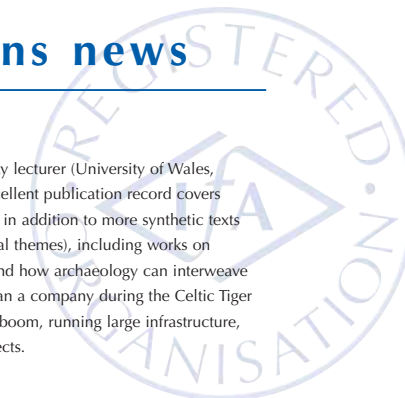 ns news
REGISTERED
IfA
ORGANISATION
y lecturer (University of Wales,
ellent publication record covers
in addition to more synthetic texts
al themes), including works on
nd how archaeology can interweave
an a company during the Celtic Tiger
boom, running large infrastructure,
cts.